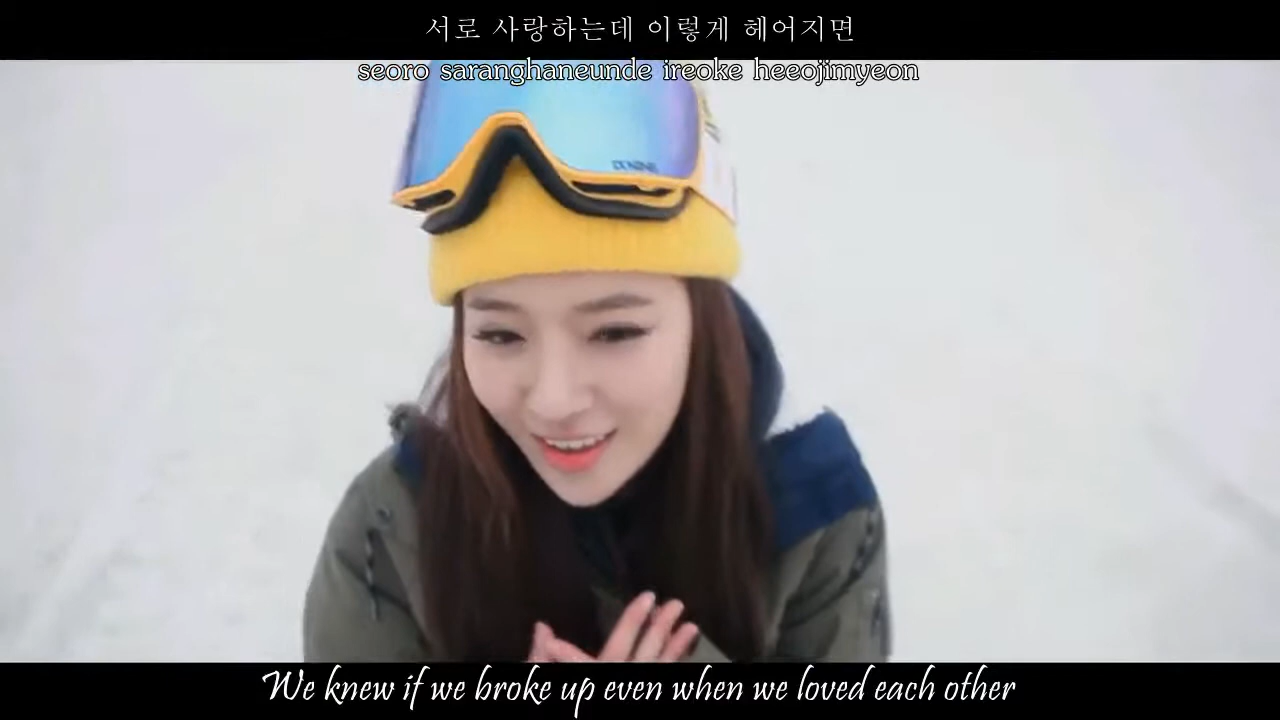 서로 사랑하는데 이렇게 헤어지면
seoro saranghaneunde ireoke heeojimyeon
We knew if we broke up even when we loved each other